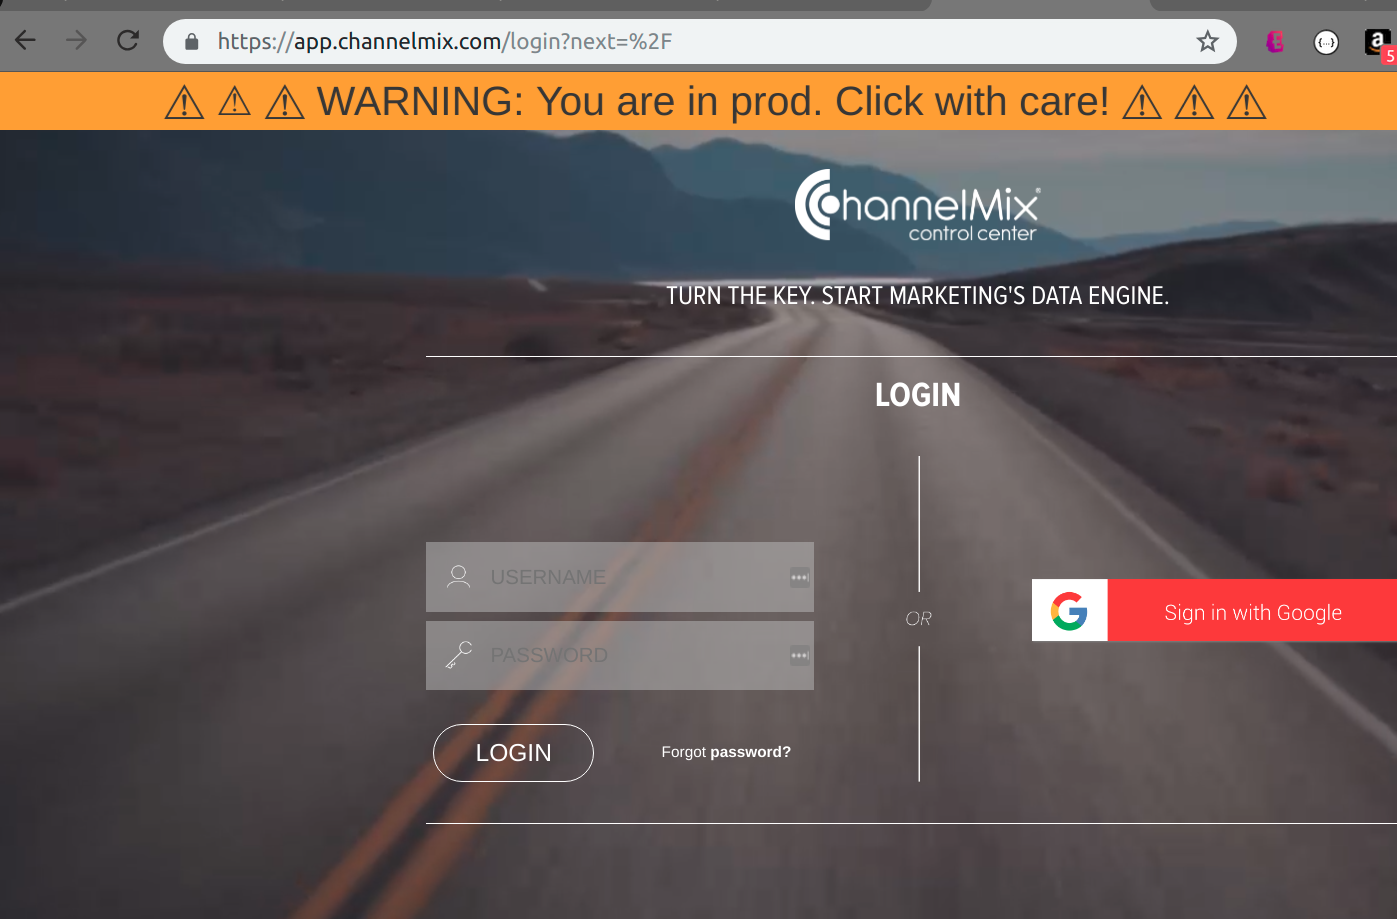 https://app.channelmix.com/login?next=%2F
{...}
a
5
⚠ ⚠ ⚠ WARNING: You are in prod. Click with care! ⚠ ⚠ ⚠
ChannelMix®
control center
TURN THE KEY. START MARKETING'S DATA ENGINE.
LOGIN
USERNAME
PASSWORD
OR
G Sign in with Google
LOGIN
Forgot password?